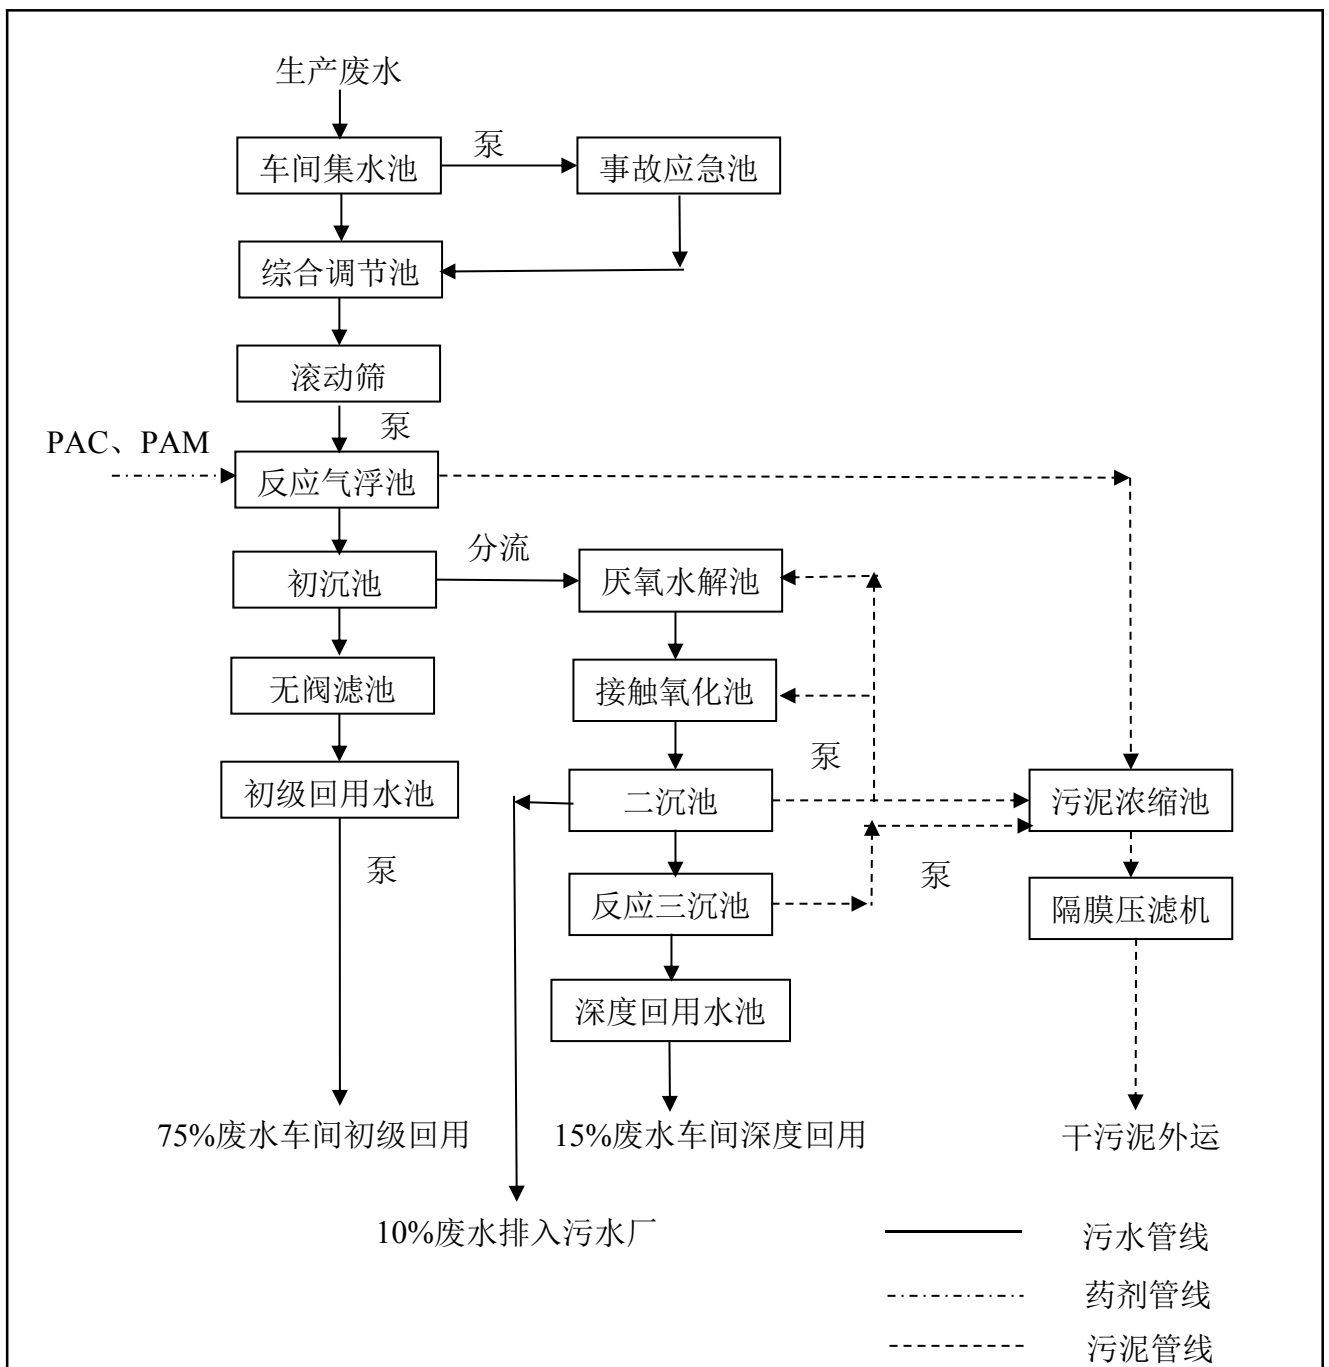 生产废水
车间集水池
泵
事故应急池
综合调节池
滚动筛
泵
PAC、PAM
反应气浮池
分流
初沉池
厌氧水解池
无阀滤池
接触氧化池
泵
初级回用水池
二沉池
污泥浓缩池
泵
泵
反应三沉池
隔膜压滤机
深度回用水池
75%废水车间初级回用
15%废水车间深度回用
干污泥外运
10%废水排入污水厂
污水管线
药剂管线
污泥管线